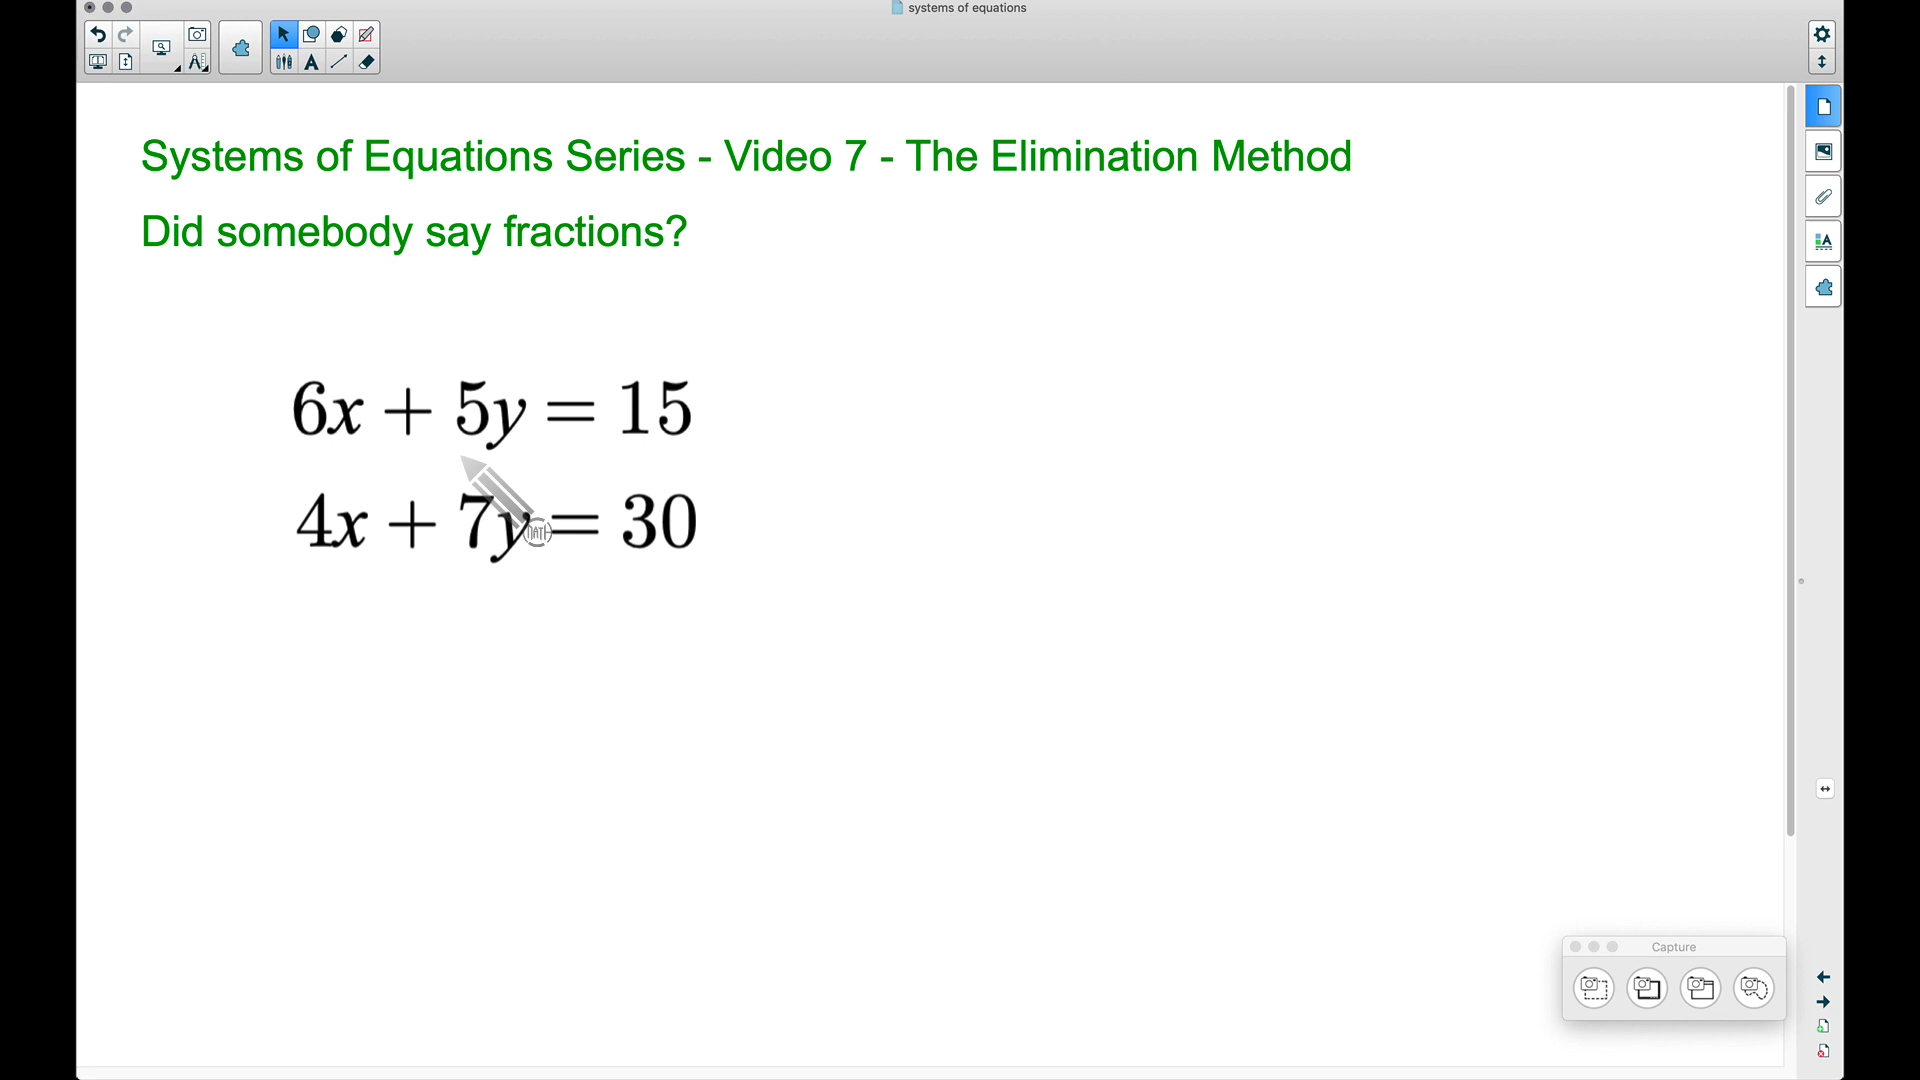 systems of equations
Systems of Equations Series - Video 7 - The Elimination Method
Did somebody say fractions?
6x + 5y = 15
4x + 7y = 30
MATH
Capture